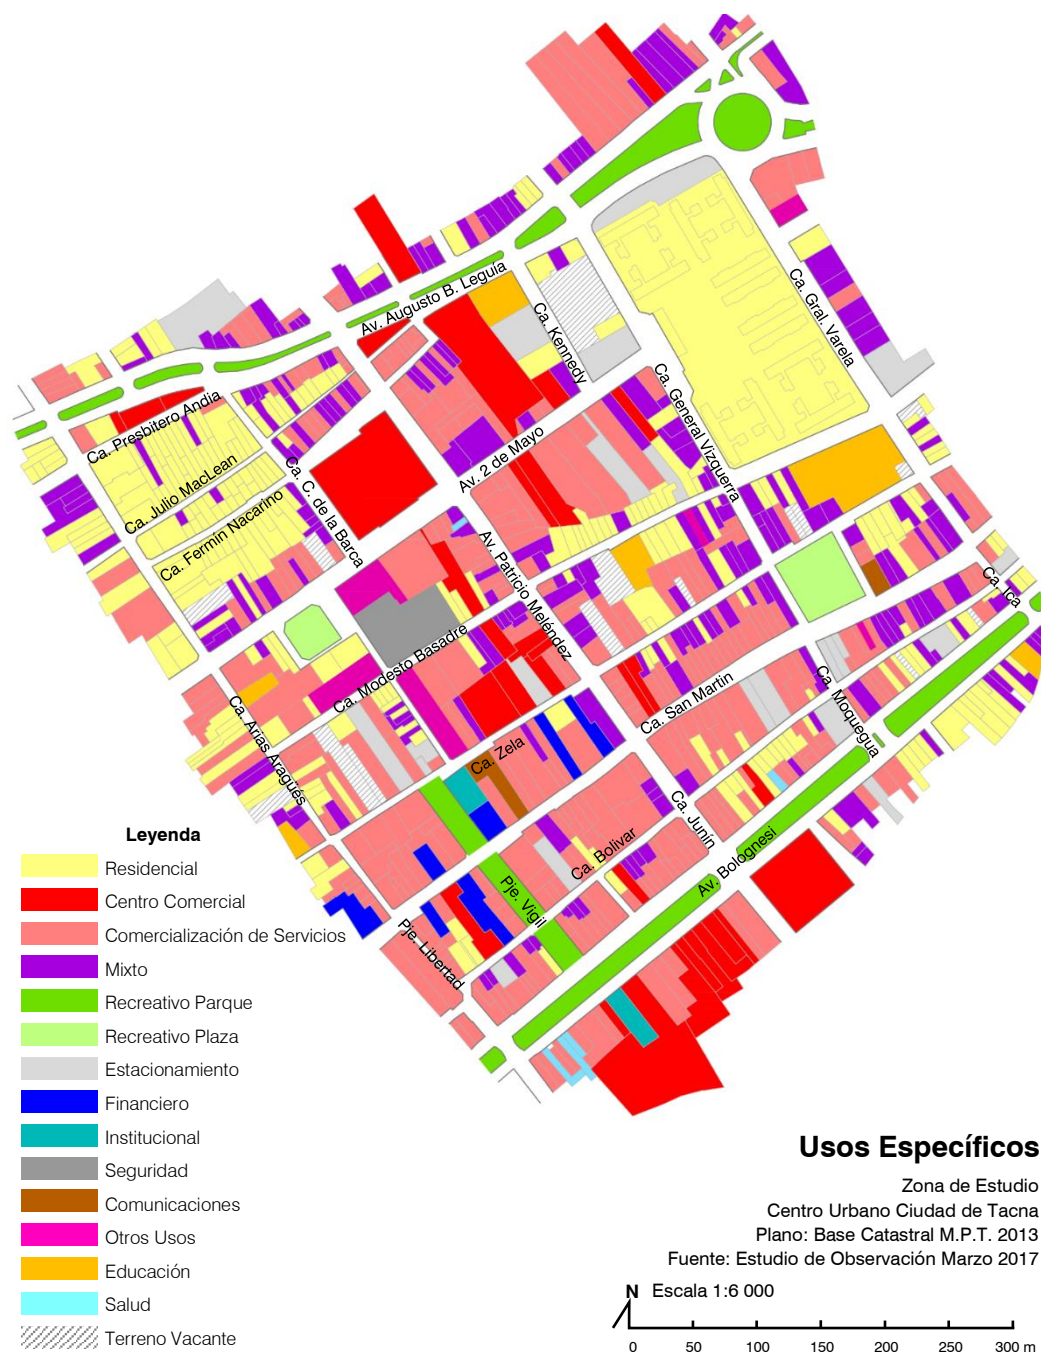 Av. Augusto B. Leguía
Ca. Kennedy
Ca. Gral. Varela
Ca. General Vizquerra
Ca. Presbitero Andia
Ca. Julio MacLean
Ca. Fermin Nacarino
Ca. C. de la Barca
Av. 2 de Mayo
Av. Patricio Meléndez
Ca. Ica
Ca. Modesto Basadre
Ca. San Martin
Ca. Moquegua
Ca. Arias Aragüés
Ca. Zela
Ca. Junín
Ca. Bolivar
Av. Bolognesi
Pje. Vigil
Pje. Libertad
Leyenda
Residencial
Centro Comercial
Comercialización de Servicios
Mixto
Recreativo Parque
Recreativo Plaza
Estacionamiento
Financiero
Institucional
Seguridad
Comunicaciones
Otros Usos
Educación
Salud
Terreno Vacante
Usos Específicos
Zona de Estudio
Centro Urbano Ciudad de Tacna
Plano: Base Catastral M.P.T. 2013
Fuente: Estudio de Observación Marzo 2017
N Escala 1:6 000
0 50 100 150 200 250 300 m